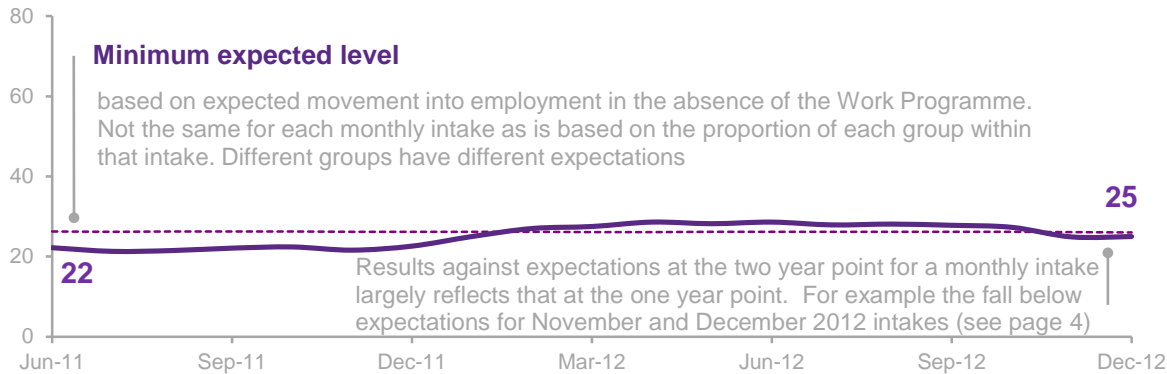 80
Minimum expected level
based on expected movement into employment in the absence of the Work Programme.
60
Not the same for each monthly intake as is based on the proportion of each group within
that intake. Different groups have different expectations
40
25
20
22
Results against expectations at the two year point for a monthly intake
largely reflects that at the one year point.  For example the fall below
expectations for November and December 2012 intakes (see page 4)
0
Jun-11 Sep-11 Dec-11 Mar-12 Jun-12 Sep-12 Dec-12